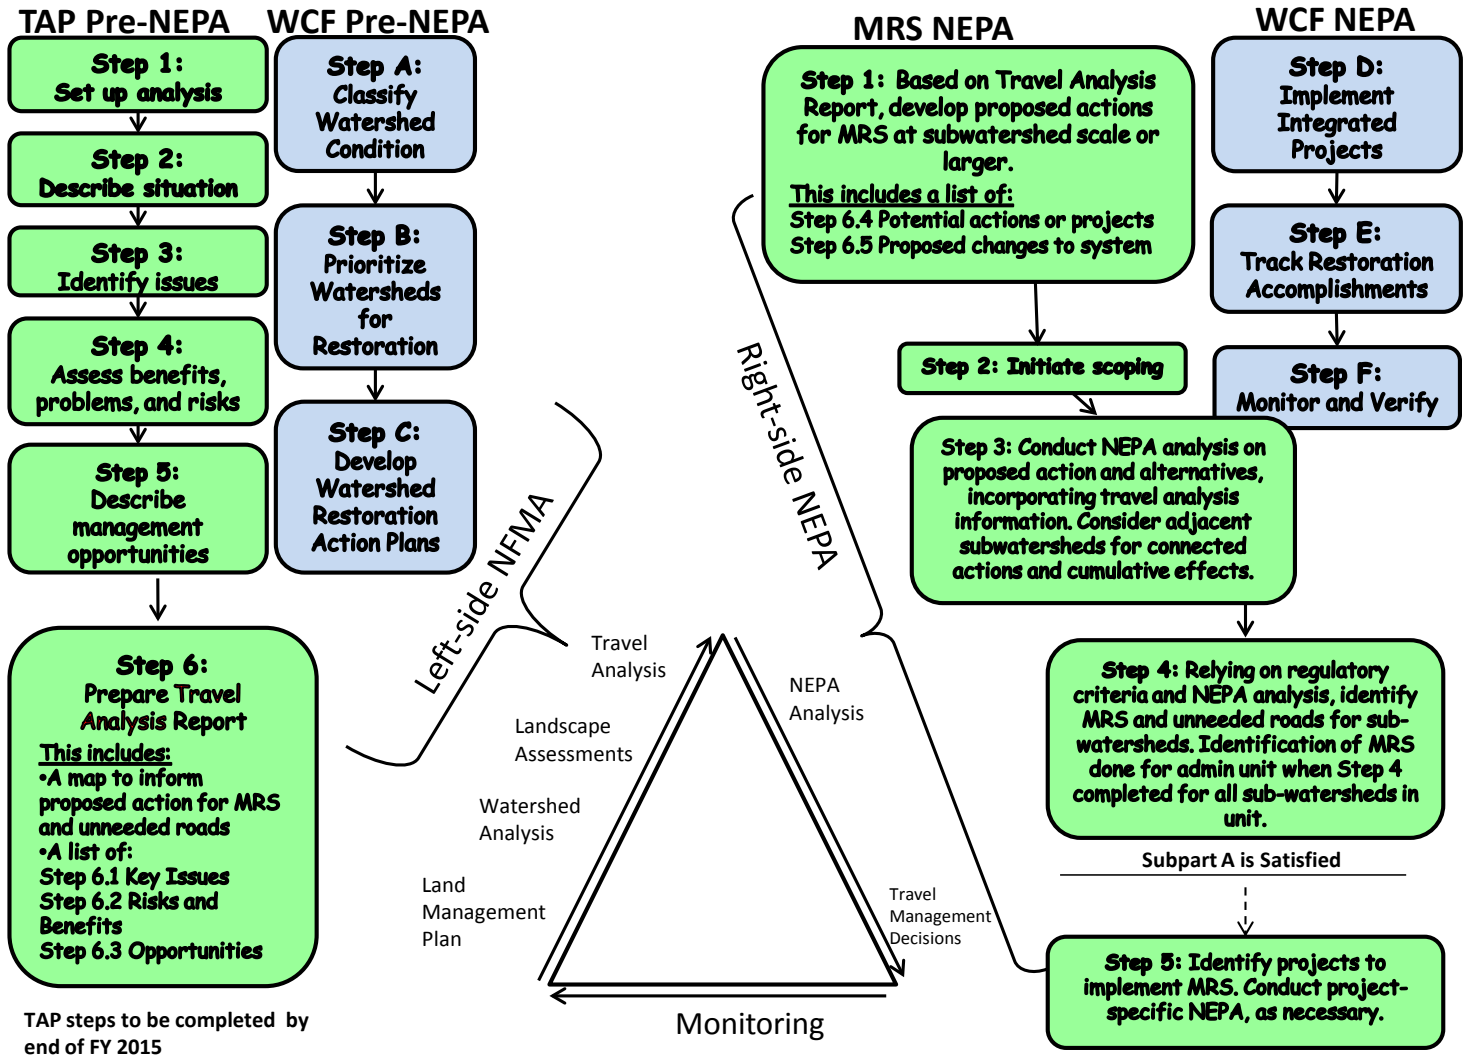 TAP Pre-NEPA
Step 1:
Set up analysis
Step 2:
Describe situation
Step 3:
Identify issues
Step 4:
Assess benefits,
problems, and risks
Step 5:
Describe
management
opportunities
Step 6:
Prepare Travel
Analysis Report
This includes:
•A map to inform
proposed action for MRS
and unneeded roads
•A list of:
Step 6.1 Key Issues
Step 6.2 Risks and
Benefits
Step 6.3 Opportunities
TAP steps to be completed by
end of FY 2015
WCF Pre-NEPA
Step A:
Classify
Watershed
Condition
Step B:
Prioritize
Watersheds
for
Restoration
Step C:
Develop
Watershed
Restoration
Action Plans
Left-side NFMA
Travel
Analysis
Landscape
Assessments
Watershed
Analysis
Land
Management
Plan
NEPA
Analysis
Travel
Management
Decisions
Monitoring
Right-side NEPA
MRS NEPA
Step 1: Based on Travel Analysis
Report, develop proposed actions
for MRS at subwatershed scale or
larger.
This includes a list of:
Step 6.4 Potential actions or projects
Step 6.5 Proposed changes to system
Step 2: Initiate scoping
Step 3: Conduct NEPA analysis on
proposed action and alternatives,
incorporating travel analysis
information. Consider adjacent
subwatersheds for connected
actions and cumulative effects.
Step 4: Relying on regulatory
criteria and NEPA analysis, identify
MRS and unneeded roads for sub-
watersheds. Identification of MRS
done for admin unit when Step 4
completed for all sub-watersheds in
unit.
Subpart A is Satisfied
Step 5: Identify projects to
implement MRS. Conduct project-
specific NEPA, as necessary.
WCF NEPA
Step D:
Implement
Integrated
Projects
Step E:
Track Restoration
Accomplishments
Step F:
Monitor and Verify